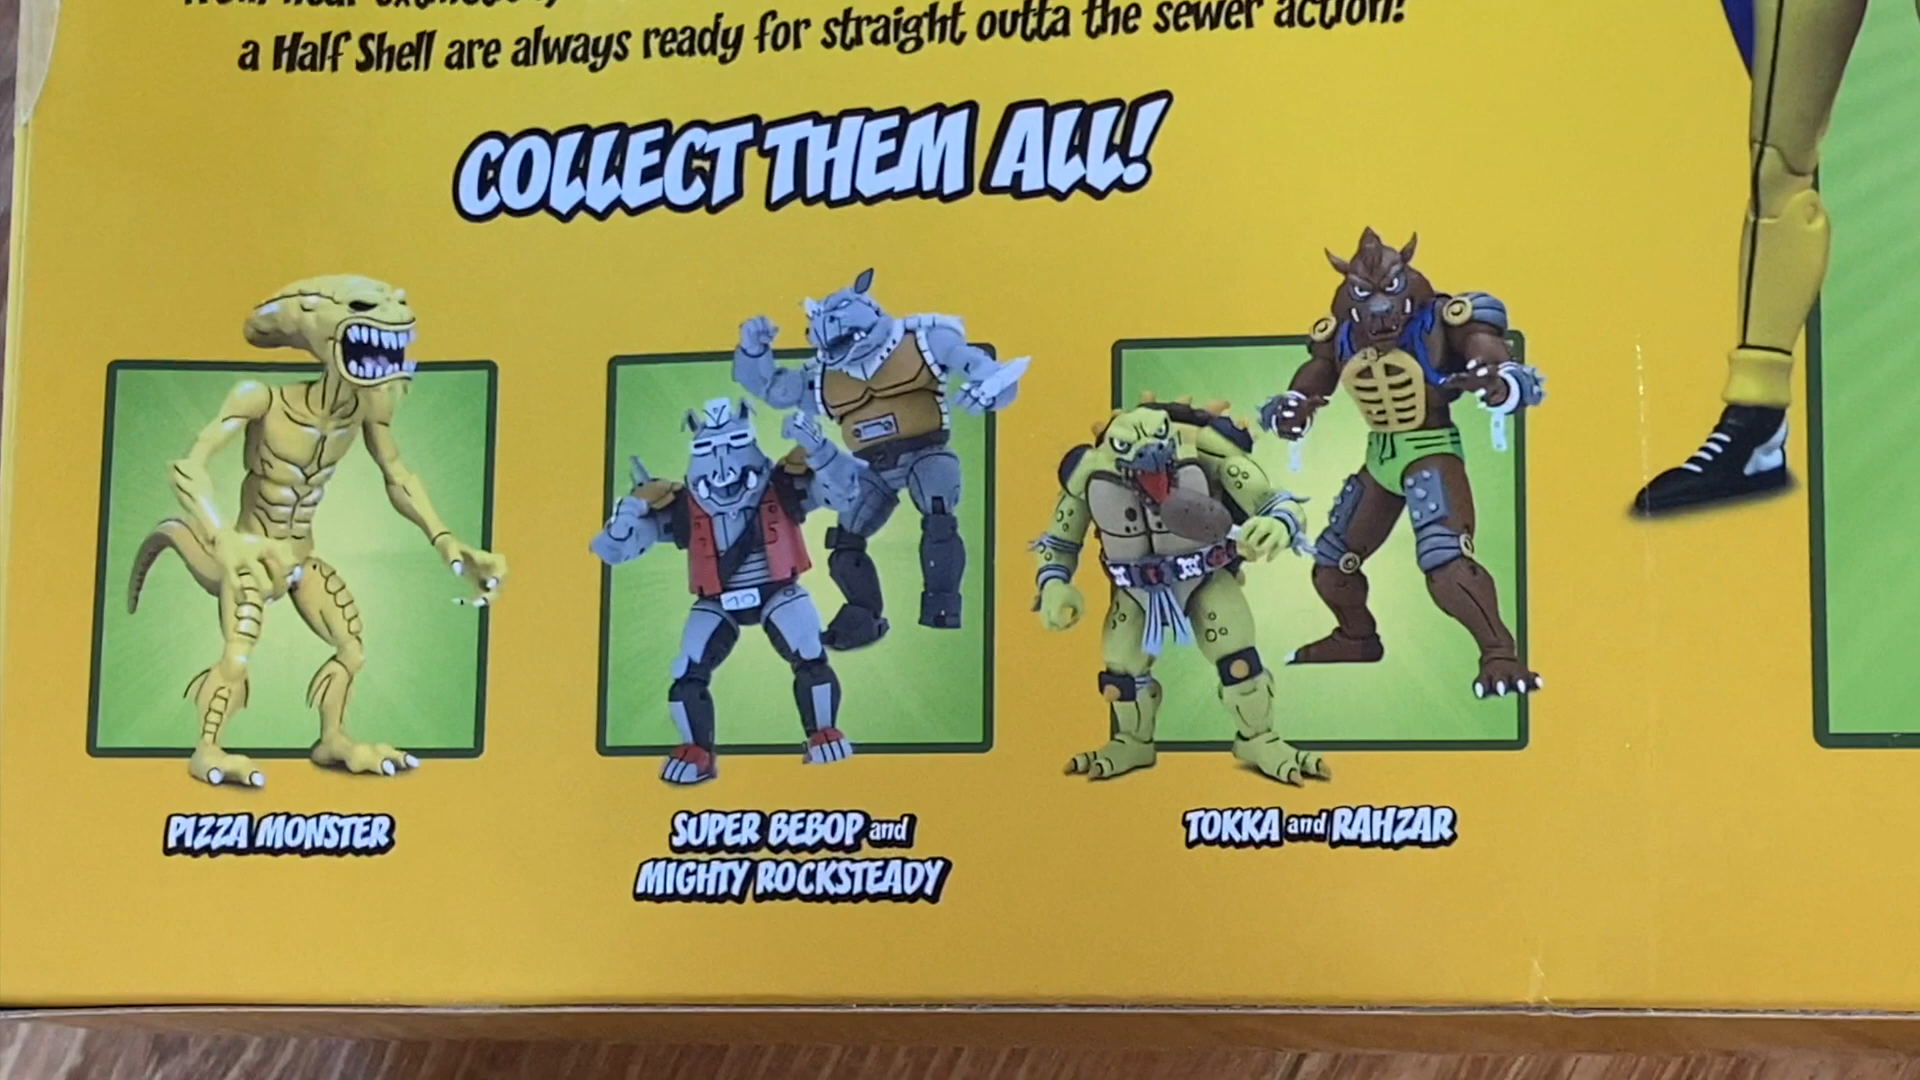 a Half Shell are always ready for straight outta the sewer action!
COLLECT THEM ALL!
PIZZA MONSTER
SUPER BEBOP and
MIGHTY ROCKSTEADY
TOKKA and RAHZAR